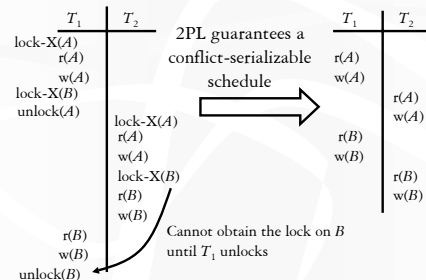 T1 T2
lock-X(A)
r(A)
w(A)
lock-X(B)
unlock(A)
lock-X(A)
r(A)
w(A)
lock-X(B)
r(B)
w(B)
r(B)
w(B)
unlock(B)
2PL guarantees a
conflict-serializable
schedule
Cannot obtain the lock on B
until T1 unlocks
T1 T2
r(A)
w(A)
r(A)
w(A)
r(B)
w(B)
r(B)
w(B)